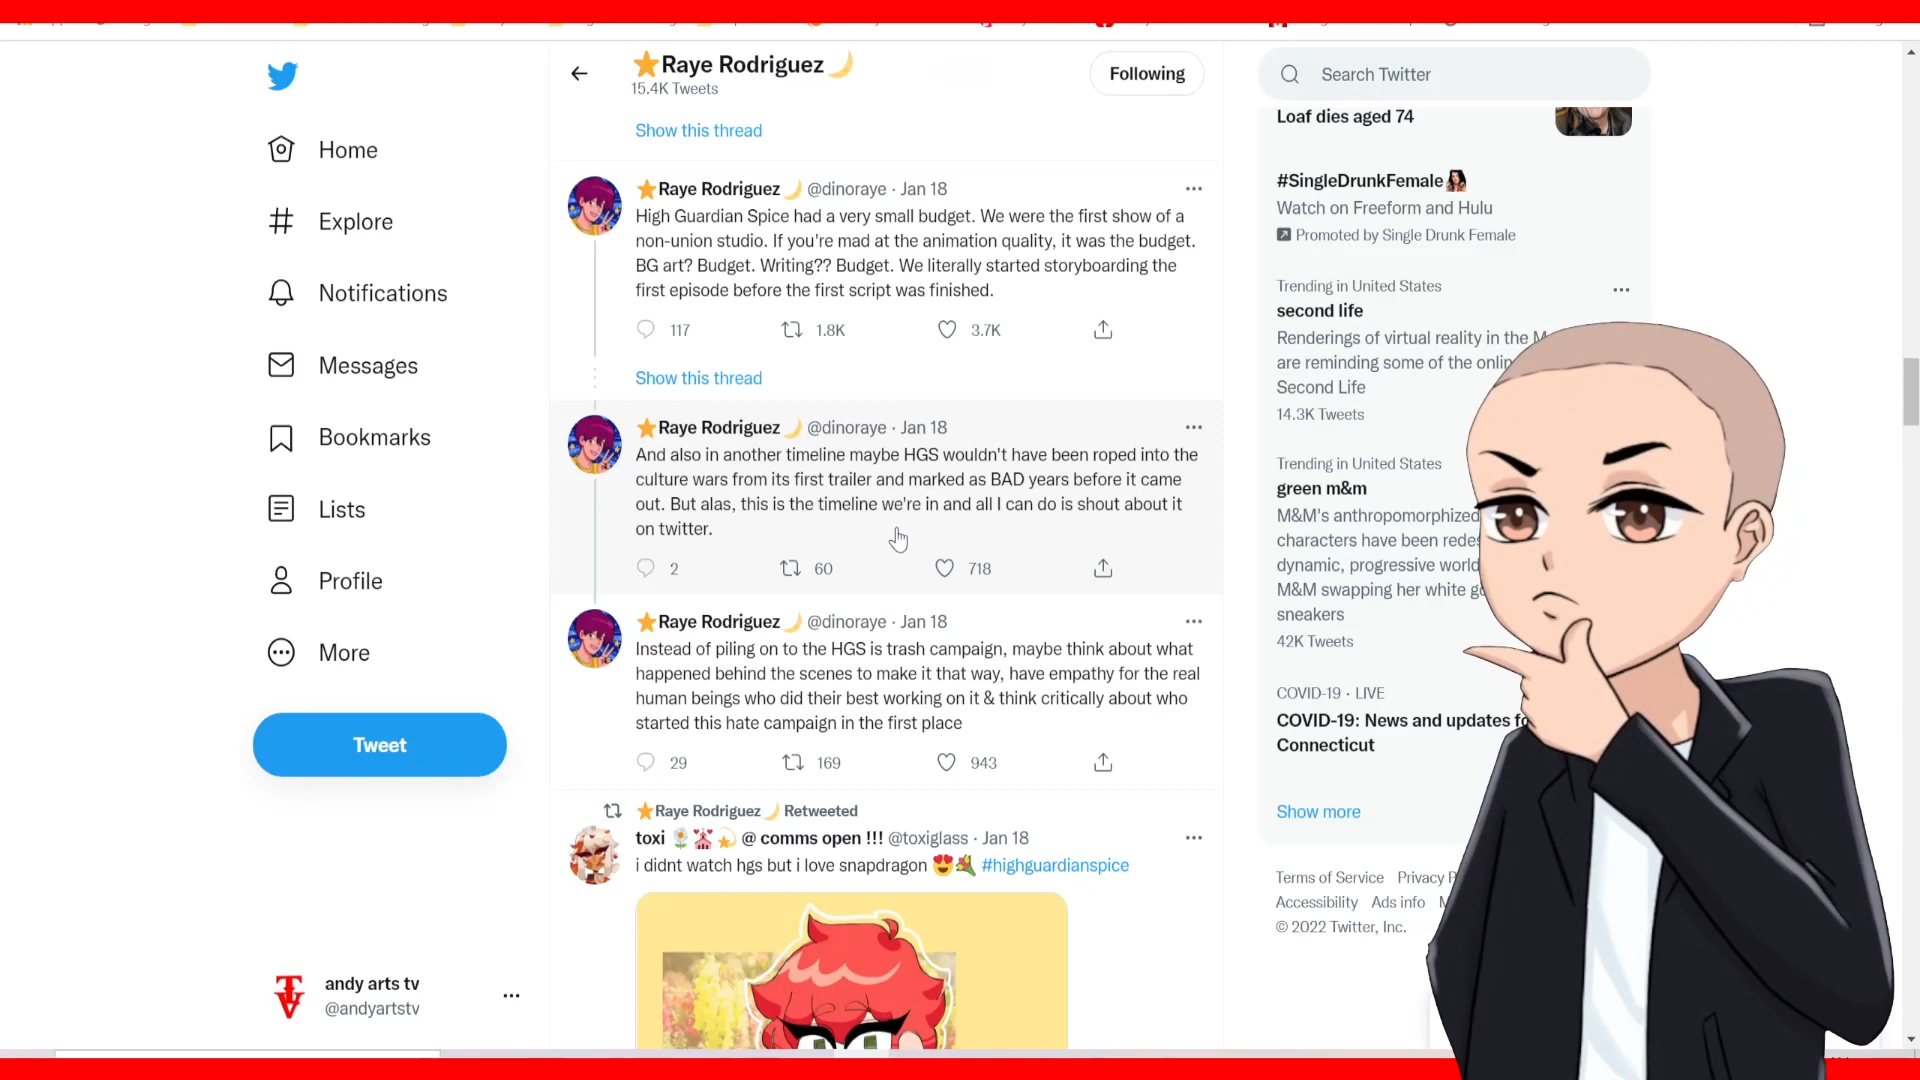 Raye Rodriguez
15.4K Tweets
Following
Show this thread
Raye Rodriguez @dinoraye · Jan 18
High Guardian Spice had a very small budget. We were the first show of a
non-union studio. If you're mad at the animation quality, it was the budget.
BG art? Budget. Writing?? Budget. We literally started storyboarding the
first episode before the first script was finished.
117 1.8K 3.7K
Show this thread
Raye Rodriguez @dinoraye · Jan 18
And also in another timeline maybe HGS wouldn't have been roped into the
culture wars from its first trailer and marked as BAD years before it came
out. But alas, this is the timeline we're in and all I can do is shout about it
on twitter.
2 60 718
Raye Rodriguez @dinoraye · Jan 18
Instead of piling on to the HGS is trash campaign, maybe think about what
happened behind the scenes to make it that way, have empathy for the real
human beings who did their best working on it & think critically about who
started this hate campaign in the first place
29 169 943
Raye Rodriguez Retweeted
toxi @ comms open !!! @toxiglass · Jan 18
i didnt watch hgs but i love snapdragon #highguardianspice
Home
Explore
Notifications
Messages
Bookmarks
Lists
Profile
More
Tweet
andy arts tv
@andyartstv
Search Twitter
Loaf dies aged 74
#SingleDrunkFemale
Watch on Freeform and Hulu
Promoted by Single Drunk Female
Trending in United States
second life
Renderings of virtual reality in the
are reminding some of the
Second Life
14.3K Tweets
Trending in United States
green m&m
M&M's anthropomorphized
characters have been
dynamic, progressive
M&M swapping her white
sneakers
42K Tweets
COVID-19 · LIVE
COVID-19: News and updates
Connecticut
Show more
Terms of Service Privacy
Accessibility Ads info
© 2022 Twitter, Inc.